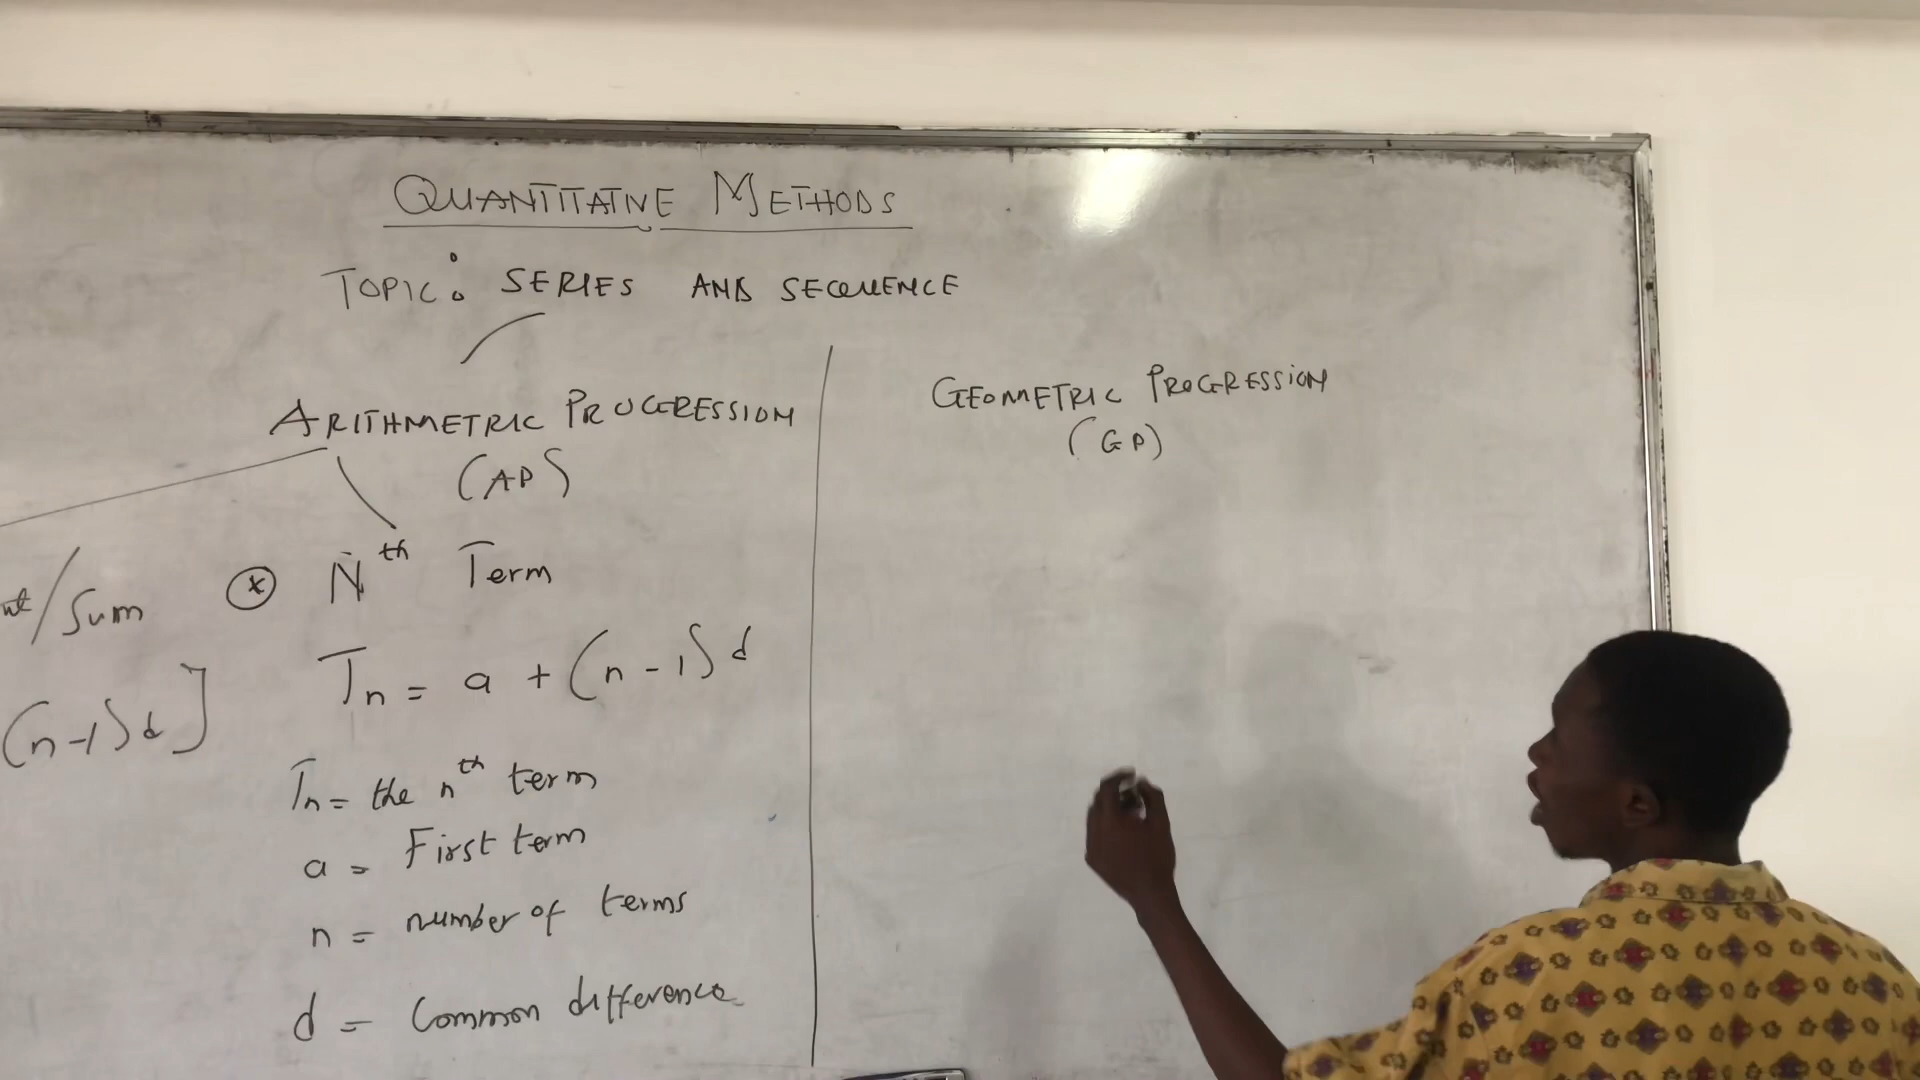 QUANTITATIVE METHODS
TOPIC: SERIES AND SEQUENCE
ARITHMETRIC PROGRESSION
(AP)
/Sum
(n-1)d]
* Nth Term
Tn = a + (n - 1)d
Tn = the nth term
a = First term
n = number of terms
d = Common difference
GEOMETRIC PROGRESSION
(GP)